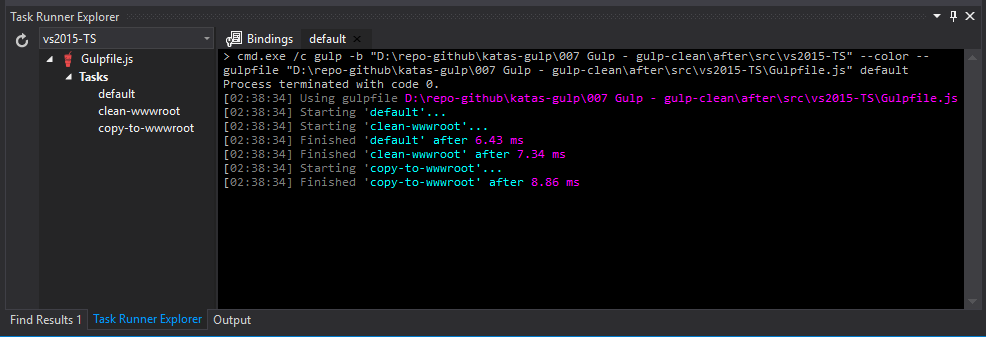 Task Runner Explorer
vs2015-TS
Gulpfile.js
Tasks
default
clean-wwwroot
copy-to-wwwroot
Bindings default
> cmd.exe /c gulp -b "D:\repo-github\katas-gulp\007 Gulp - gulp-clean\after\src\vs2015-TS" --color --
gulpfile "D:\repo-github\katas-gulp\007 Gulp - gulp-clean\after\src\vs2015-TS\Gulpfile.js" default
Process terminated with code 0.
[02:38:34] Using gulpfile D:\repo-github\katas-gulp\007 Gulp - gulp-clean\after\src\vs2015-TS\Gulpfile.js
[02:38:34] Starting 'default'...
[02:38:34] Starting 'clean-wwwroot'...
[02:38:34] Finished 'default' after 6.43 ms
[02:38:34] Finished 'clean-wwwroot' after 7.34 ms
[02:38:34] Starting 'copy-to-wwwroot'...
[02:38:34] Finished 'copy-to-wwwroot' after 8.86 ms
Find Results 1 Task Runner Explorer Output